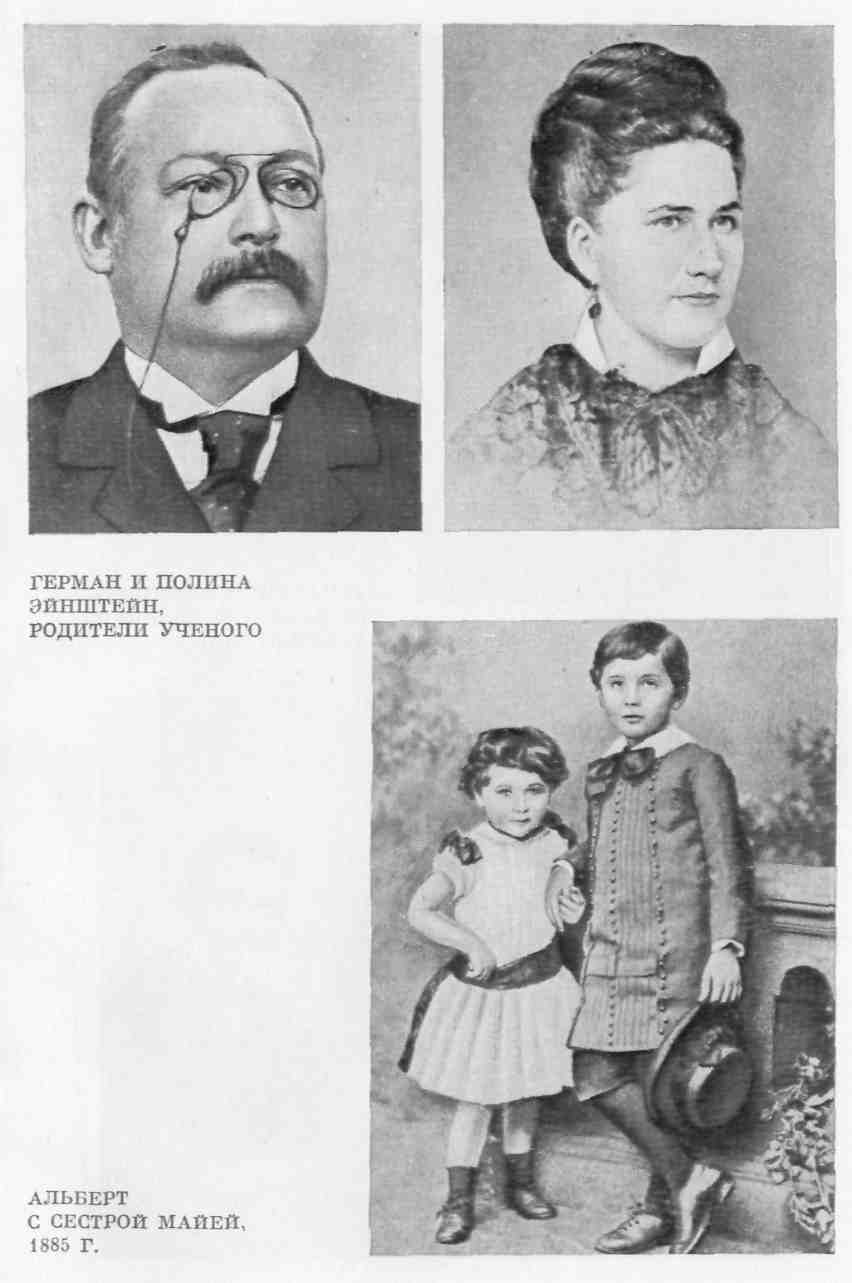 ГЕРМАН И ПОЛИНА
ЭЙНШТЕЙН,
РОДИТЕЛИ УЧЕНОГО
АЛЬБЕРТ
С СЕСТРОЙ МАЙЕЙ,
1885 Г.